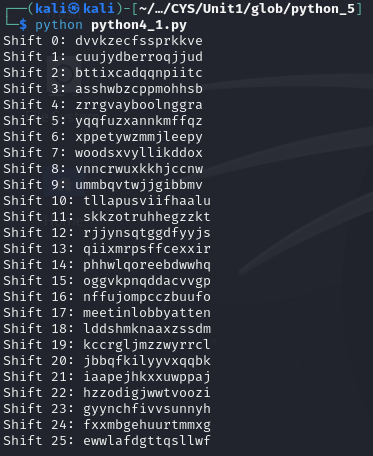 ┌──(kali㉿kali)-[~/…/CYS/Unit1/glob/python_5]
└─$ python python4_1.py
Shift 0: dvvkzecfssprkkve
Shift 1: cuujydberroqjjud
Shift 2: bttixcadqqnpiitc
Shift 3: asshwbzcppmohhsb
Shift 4: zrrgvayboolnggra
Shift 5: yqqfuzxannkmffqz
Shift 6: xppetywzmmjleepy
Shift 7: woodsxvyllikddox
Shift 8: vnncrwuxkkhjccnw
Shift 9: ummbqvtwjjgibbmv
Shift 10: tllapusviifhaalu
Shift 11: skkzotruhhegzzkt
Shift 12: rjjynsqtggdfyyjs
Shift 13: qiixmrpsffcexxir
Shift 14: phhwlqoreebdwwhq
Shift 15: oggvkpnqddacvvgp
Shift 16: nffujompcczbuufo
Shift 17: meetinlobbyatten
Shift 18: lddshmknaaxzssdm
Shift 19: kccrgljmzzwyrrcl
Shift 20: jbbqfkilyyvxqqbk
Shift 21: iaapejhkxxuwppaj
Shift 22: hzzodigjwwtvoozi
Shift 23: gyynchfivvsunnyh
Shift 24: fxxmbgehuurtmmxg
Shift 25: ewwlafdgttqsllwf